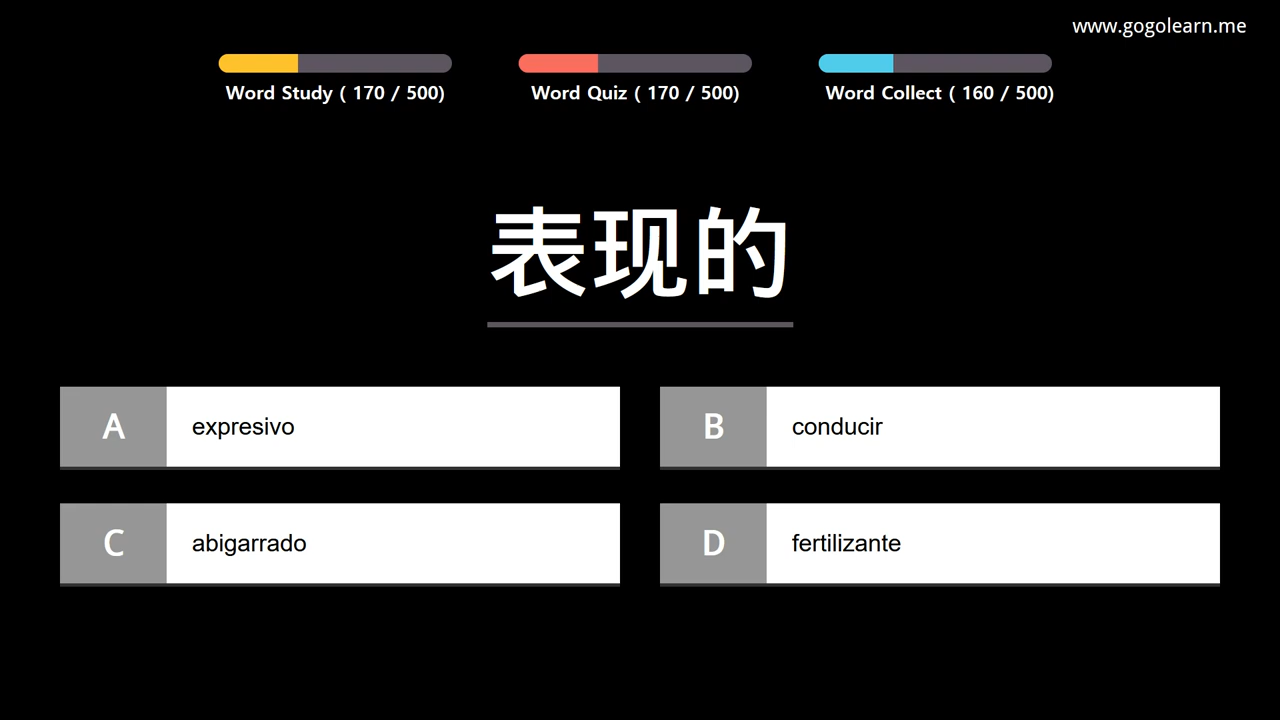 www.gogolearn.me
Word Study ( 170 / 500)
Word Quiz ( 170 / 500)
Word Collect ( 160 / 500)
表现的
A expresivo
B conducir
C abigarrado
D fertilizante